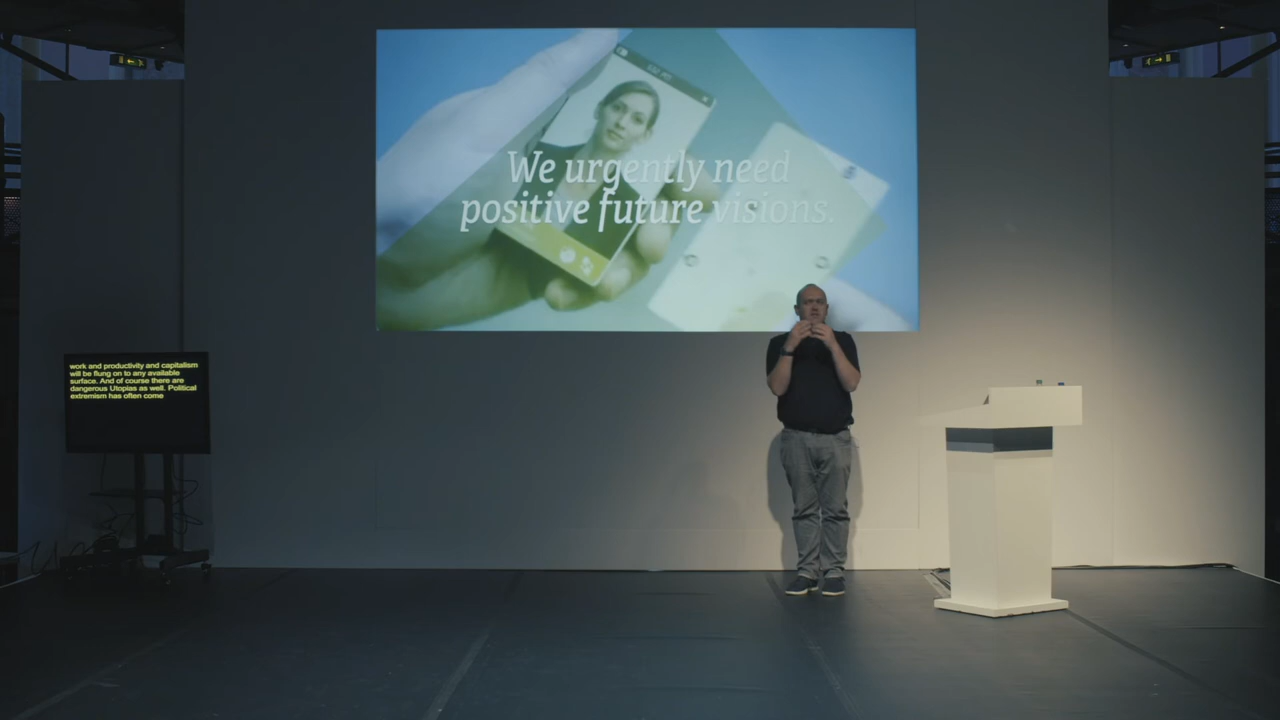 We urgently need
positive future visions.
work and productivity and capitalism
will be flung on to any available
surface. And of course there are
dangerous Utopias as well. Political
extremism has often come